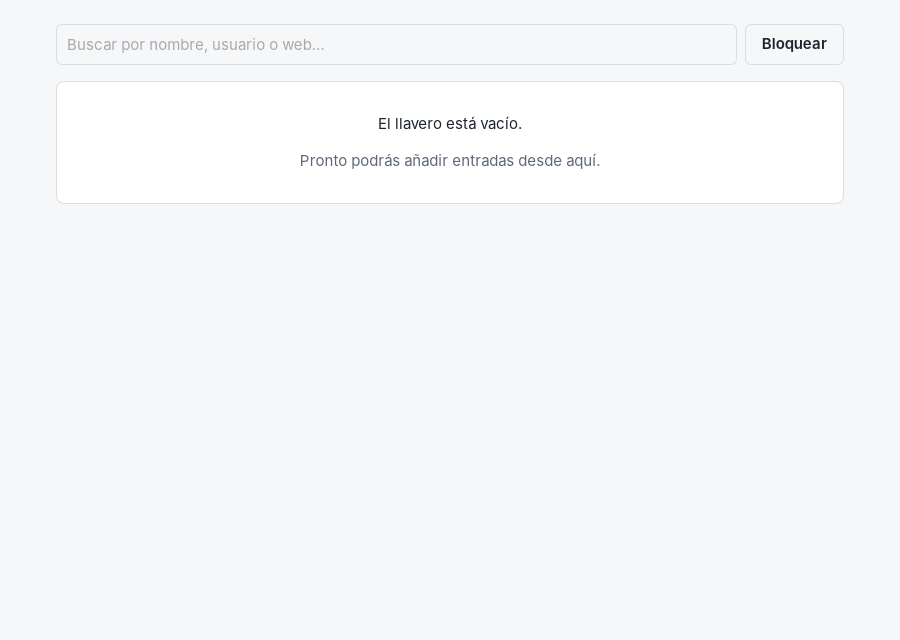 Buscar por nombre, usuario o web...
Bloquear
El llavero está vacío.
Pronto podrás añadir entradas desde aquí.